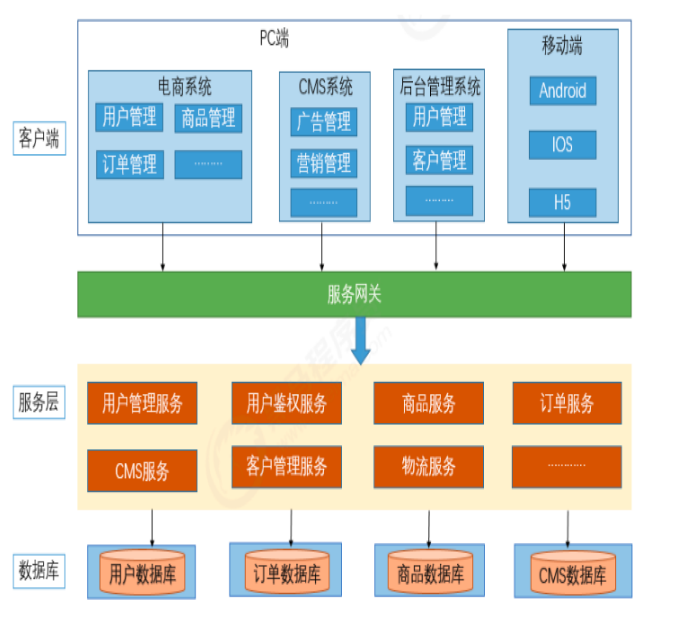 PC端
移动端
电商系统
CMS系统
后台管理系统
用户管理
商品管理
广告管理
用户管理
Android
客户端
订单管理
………
营销管理
客户管理
IOS
………
………
H5
服务网关
服务层
用户管理服务
用户鉴权服务
商品服务
订单服务
CMS服务
客户管理服务
物流服务
…………
数据库
用户数据库
订单数据库
商品数据库
CMS数据库